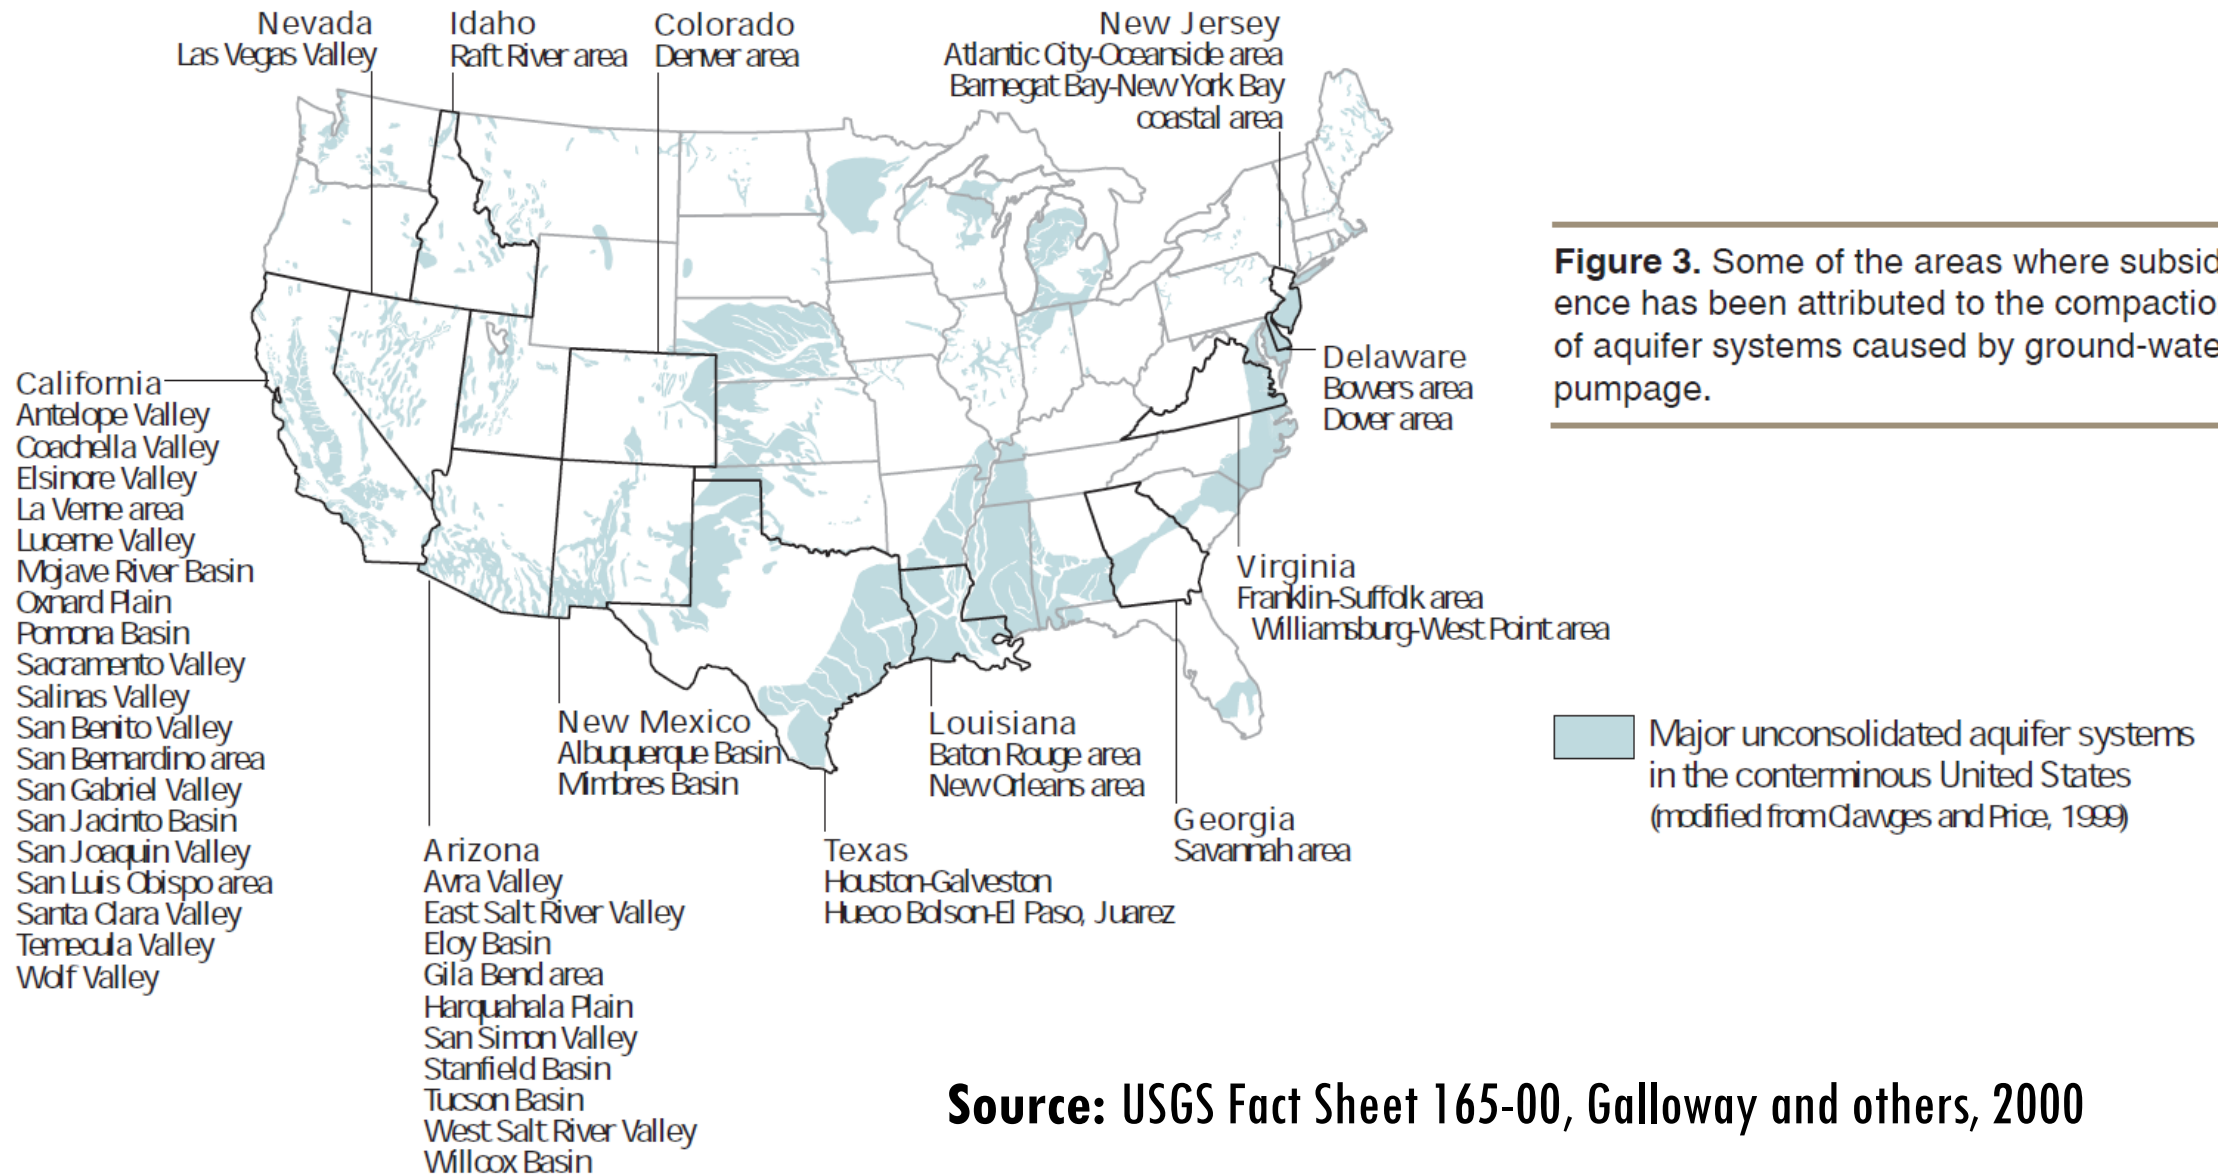 Nevada
Las Vegas Valley
Idaho
Raft River area
Colorado
Denver area
New Jersey
Atlantic City-Oceanside area
Barnegat Bay-New York Bay
coastal area
Figure 3. Some of the areas where subsid
ence has been attributed to the compactio
of aquifer systems caused by ground-wate
pumpage.
Delaware
Bowers area
Dover area
California
Antelope Valley
Coachella Valley
Elsinore Valley
La Verne area
Lucerne Valley
Mojave River Basin
Oxnard Plain
Pomona Basin
Sacramento Valley
Salinas Valley
San Benito Valley
San Bernardino area
San Gabriel Valley
San Jacinto Basin
San Joaquin Valley
San Luis Obispo area
Santa Clara Valley
Temecula Valley
Wolf Valley
Virginia
Franklin-Suffolk area
Williamsburg-West Point area
New Mexico
Albuquerque Basin
Mimbres Basin
Louisiana
Baton Rouge area
New Orleans area
Major unconsolidated aquifer systems
in the conterminous United States
(modified from Clawges and Price, 1999)
Georgia
Savannah area
Arizona
Avra Valley
East Salt River Valley
Eloy Basin
Gila Bend area
Harquahala Plain
San Simon Valley
Stanfield Basin
Tucson Basin
West Salt River Valley
Willcox Basin
Texas
Houston-Galveston
Hueco Bolson-El Paso, Juarez
Source: USGS Fact Sheet 165-00, Galloway and others, 2000